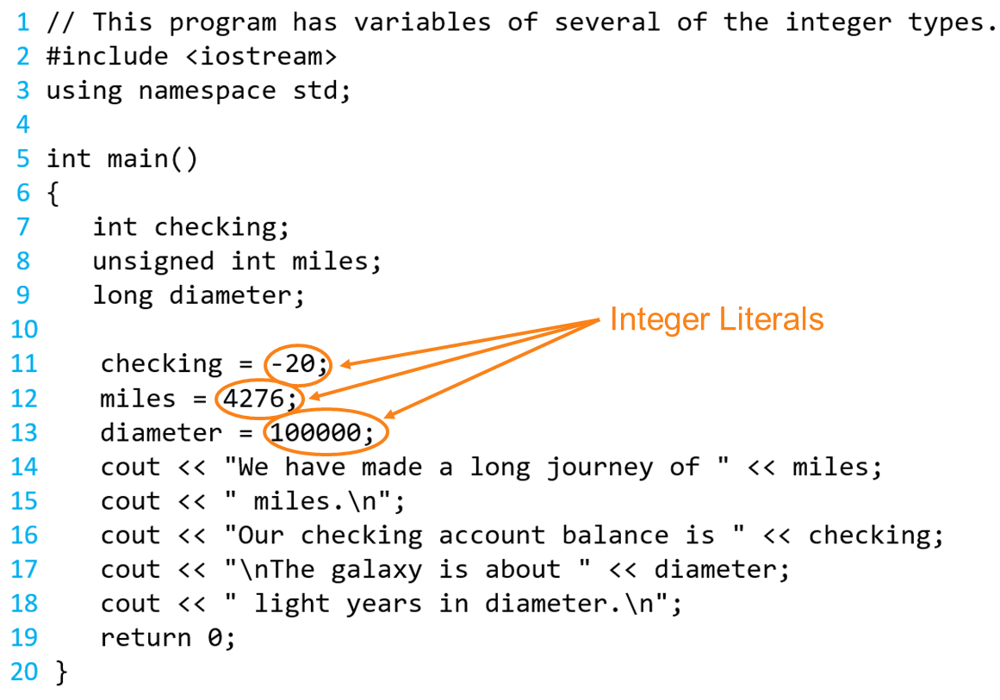 1 // This program has variables of several of the integer types.
2 #include <iostream>
3 using namespace std;
4
5 int main()
6 {
7    int checking;
8    unsigned int miles;
9    long diameter;
10
Integer Literals
11    checking = -20;
12    miles = 4276;
13    diameter = 100000;
14    cout << "We have made a long journey of " << miles;
15    cout << " miles.\n";
16    cout << "Our checking account balance is " << checking;
17    cout << "\nThe galaxy is about " << diameter;
18    cout << " light years in diameter.\n";
19    return 0;
20 }